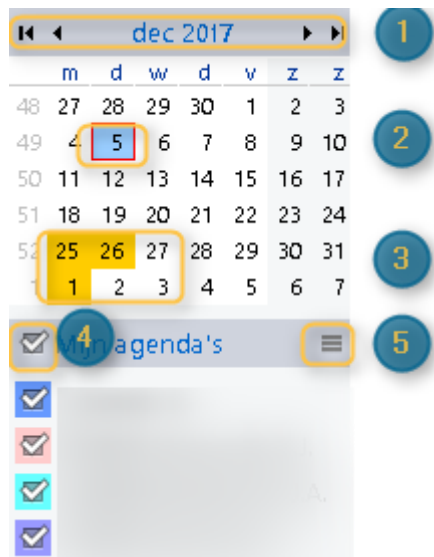 dec 2017 1
m d w d v z z
48 27 28 29 30 1 2 3
49 4 5 6 7 8 9 10 2
50 11 12 13 14 15 16 17
51 18 19 20 21 22 23 24
52 25 26 27 28 29 30 31 3
1 1 2 3 4 5 6 7
4 Mijn agenda's 5